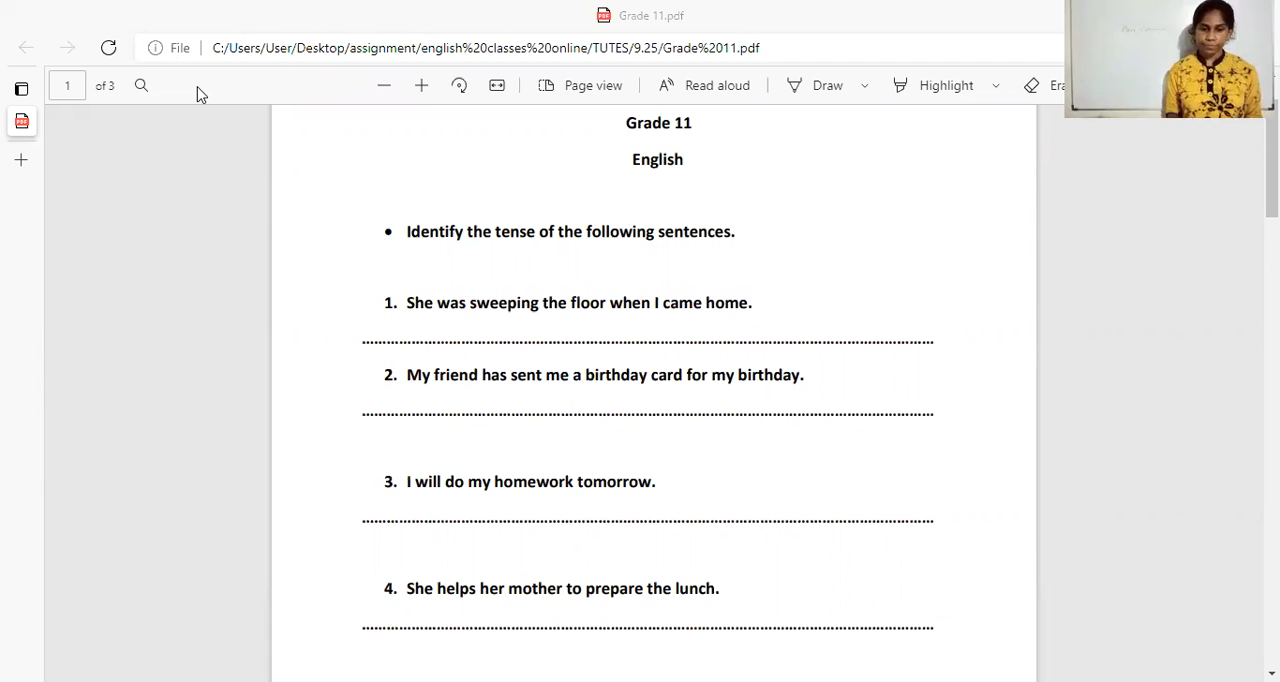 Grade 11.pdf
File
C:/Users/User/Desktop/assignment/english%20classes%20online/TUTES/9.25/Grade%2011.pdf
1 of 3 Page view Read aloud Draw Highlight Era
Grade 11
English
• Identify the tense of the following sentences.
1. She was sweeping the floor when I came home.
................................................................................
2. My friend has sent me a birthday card for my birthday.
................................................................................
3. I will do my homework tomorrow.
................................................................................
4. She helps her mother to prepare the lunch.
................................................................................